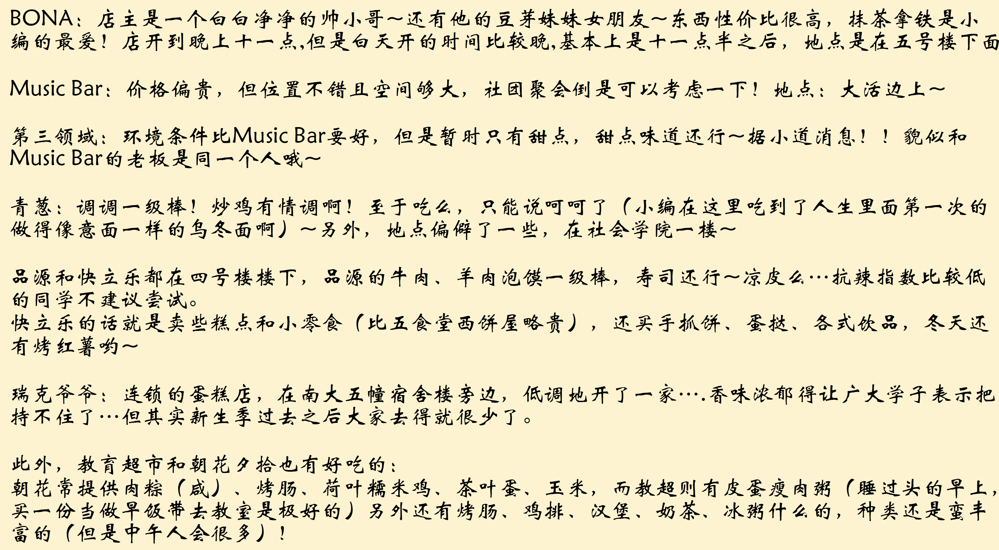 BONA：店主是一个白白净净的帅小哥～还有他的豆芽妹妹女朋友～东西性价比很高，抹茶拿铁是小
编的最爱！店开到晚上十一点,但是白天开的时间比较晚,基本上是十一点半之后，地点是在五号楼下面
Music Bar：价格偏贵，但位置不错且空间够大，社团聚会倒是可以考虑一下！地点：大活边上～
第三领域：环境条件比Music Bar要好，但是暂时只有甜点，甜点味道还行～据小道消息！！貌似和
Music Bar的老板是同一个人哦～
青葱：调调一级棒！炒鸡有情调啊！至于吃么，只能说呵呵了（小编在这里吃到了人生里面第一次的
做得像意面一样的乌冬面啊）～另外，地点偏僻了一些，在社会学院一楼～
品源和快立乐都在四号楼楼下，品源的牛肉、羊肉泡馍一级棒，寿司还行～凉皮么…抗辣指数比较低
的同学不建议尝试。
快立乐的话就是卖些糕点和小零食（比五食堂西饼屋略贵），还买手抓饼、蛋挞、各式饮品，冬天还
有烤红薯哟～
瑞克爷爷：连锁的蛋糕店，在南大五幢宿舍楼旁边，低调地开了一家….香味浓郁得让广大学子表示把
持不住了…但其实新生季过去之后大家去得就很少了。
此外，教育超市和朝花夕拾也有好吃的：
朝花常提供肉粽（咸）、烤肠、荷叶糯米鸡、茶叶蛋、玉米，而教超则有皮蛋瘦肉粥（睡过头的早上，
买一份当做早饭带去教室是极好的）另外还有烤肠、鸡排、汉堡、奶茶、冰粥什么的，种类还是蛮丰
富的（但是中午人会很多）！